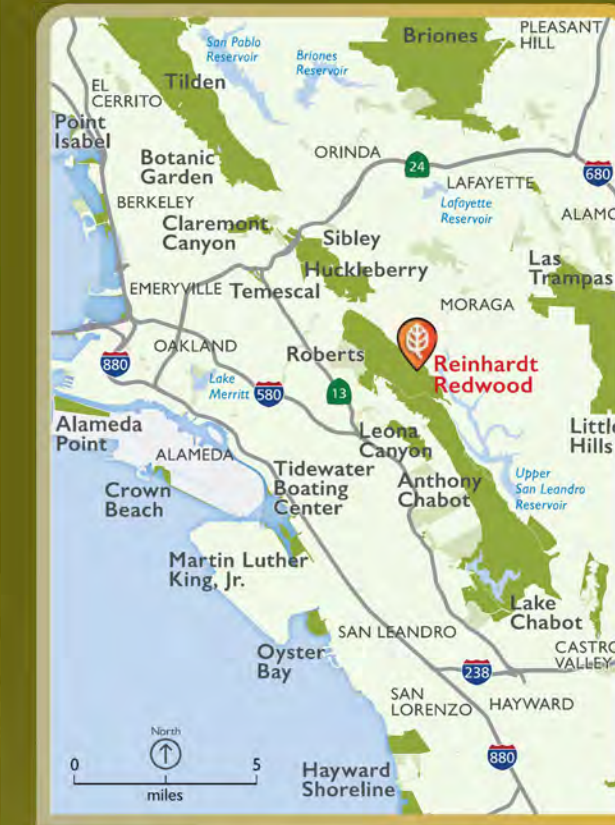 PLEASANT
HILL
Briones
San Pablo
Reservoir
Briones
Reservoir
Tilden
EL
CERRITO
Point
Isabel
ORINDA
24
680
Botanic
Garden
LAFAYETTE
BERKELEY
Lafayette
Reservoir
ALAMO
Claremont
Canyon
Sibley
Las
Trampas
Huckleberry
EMERYVILLE
Temescal
MORAGA
OAKLAND
Roberts
Reinhardt
Redwood
880
Lake
Merritt
580
13
Alameda
Point
Leona
Canyon
Little
Hills
ALAMEDA
Tidewater
Boating
Center
Anthony
Chabot
Upper
San Leandro
Reservoir
Crown
Beach
Martin Luther
King, Jr.
Lake
Chabot
SAN LEANDRO
Oyster
Bay
CASTRO
VALLEY
238
SAN
LORENZO
HAYWARD
North
880
0
5
miles
Hayward
Shoreline